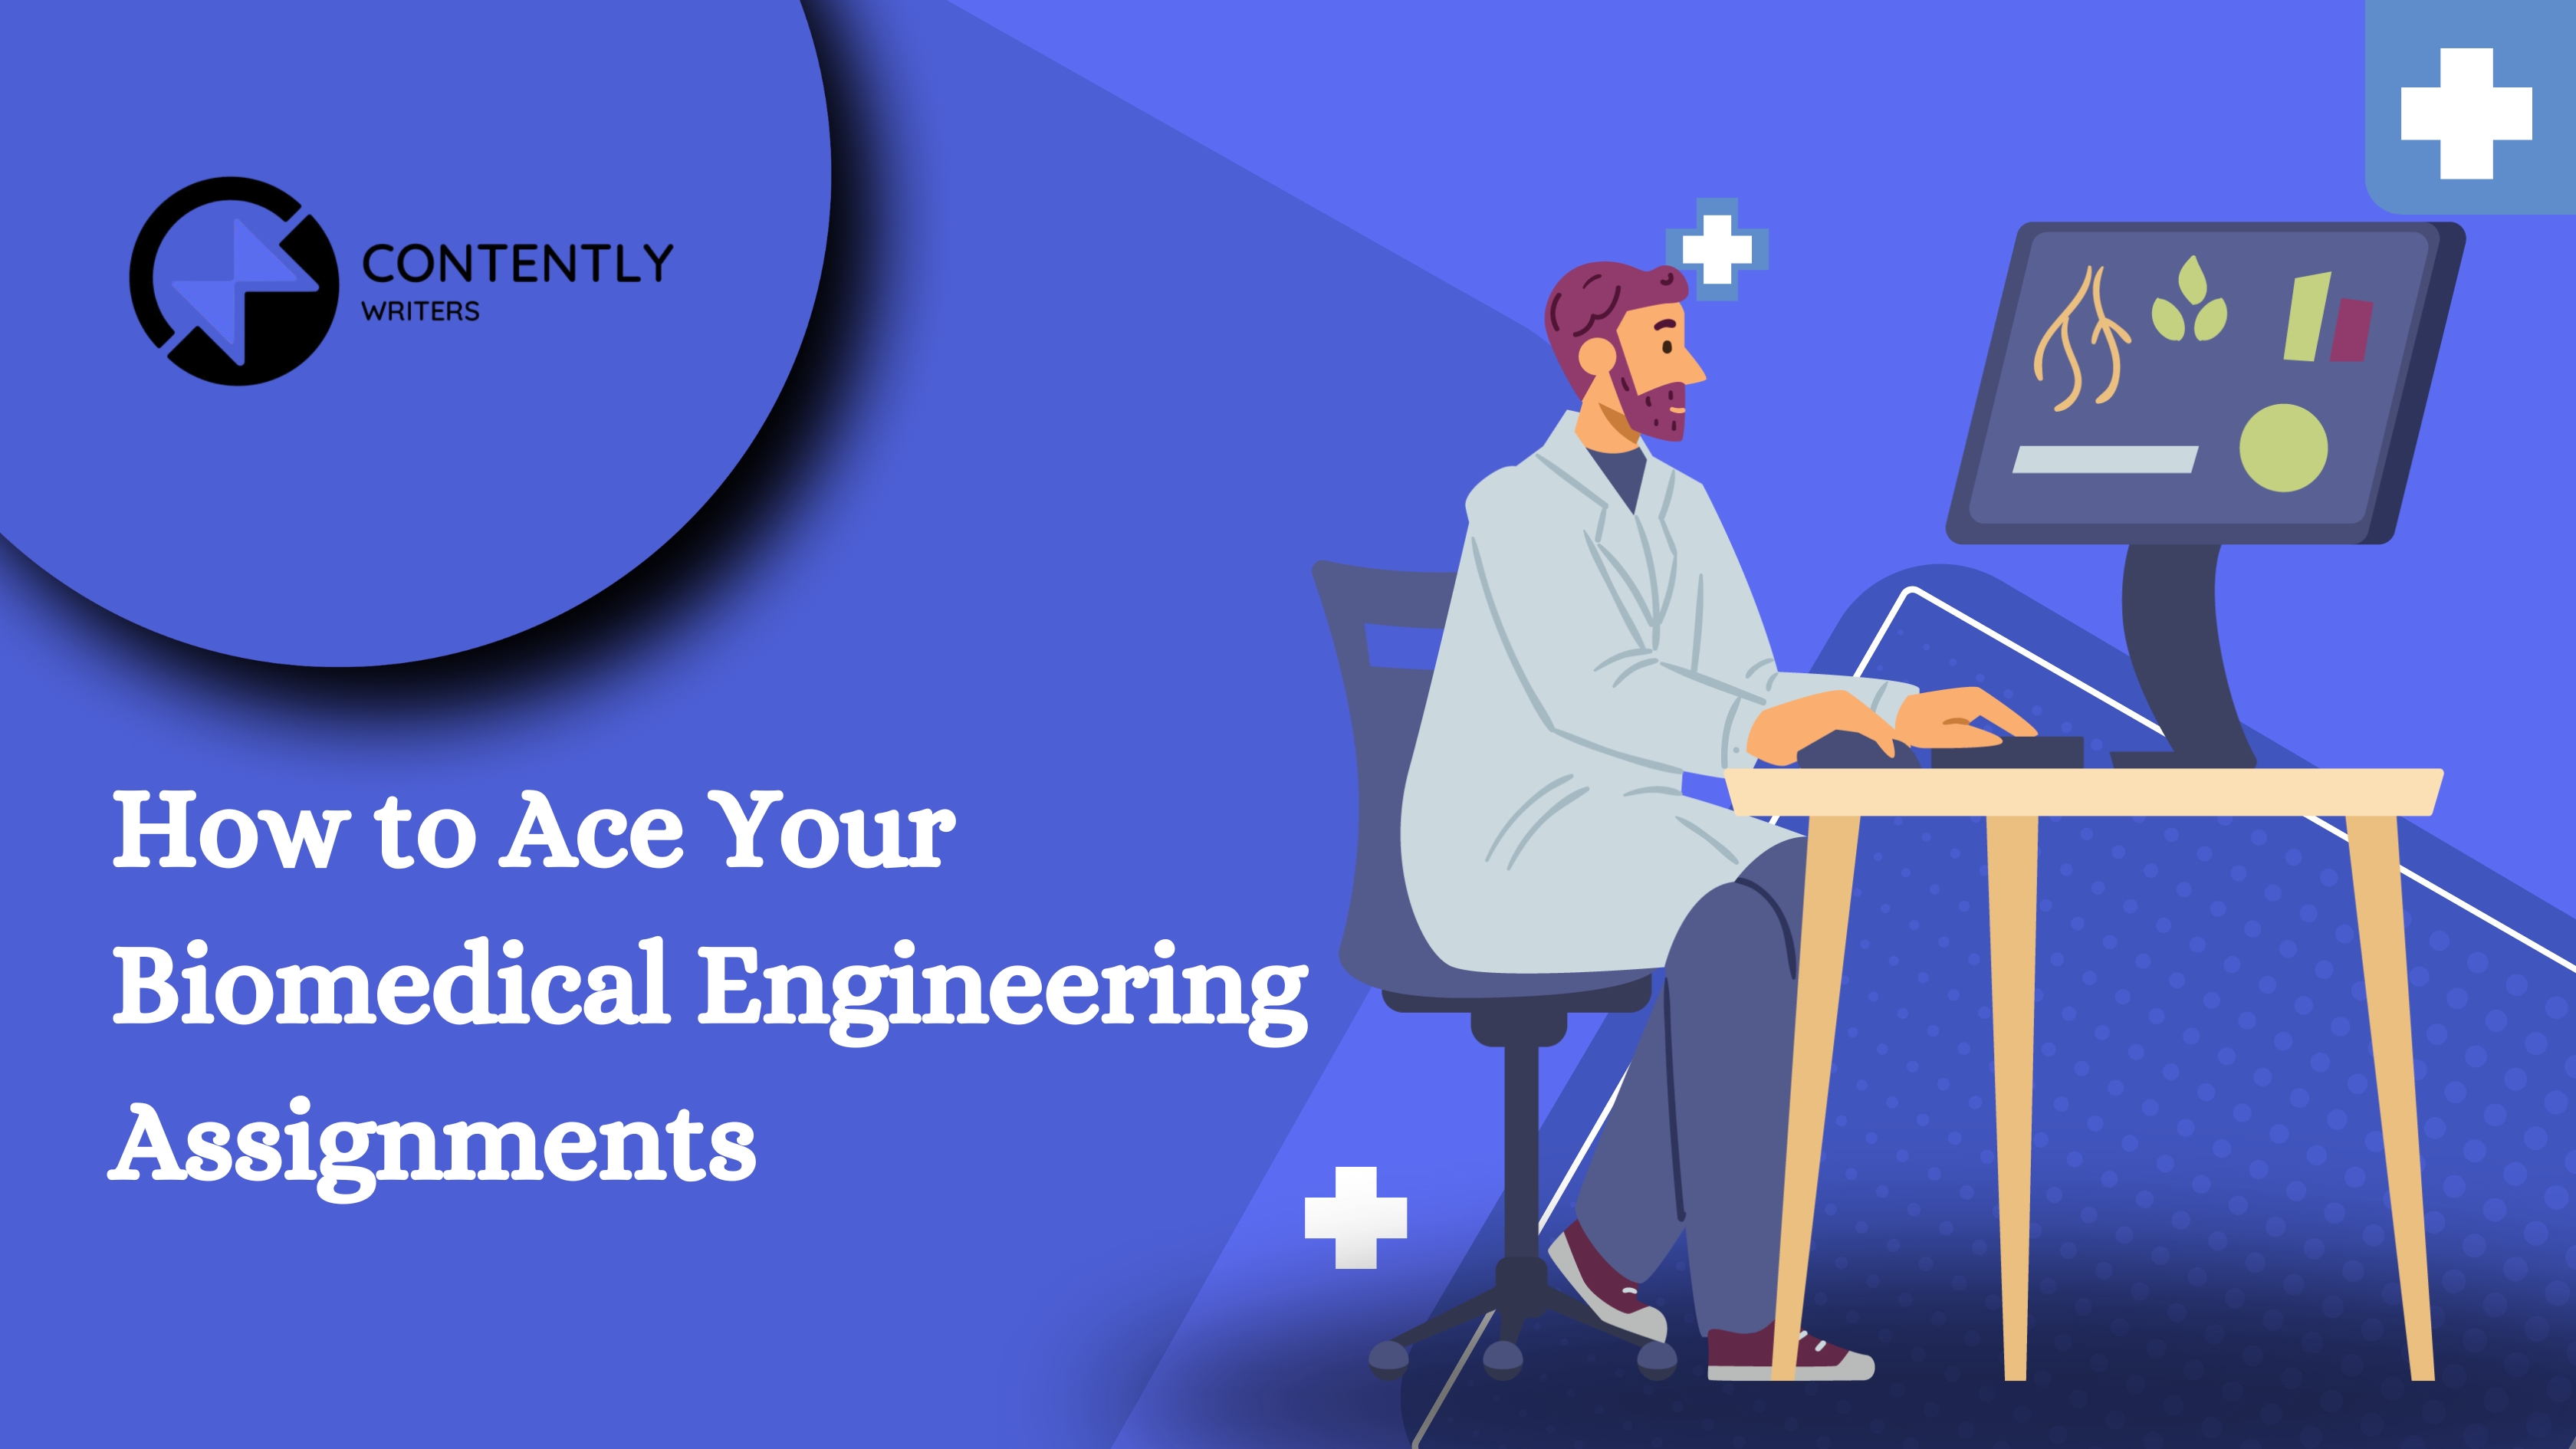 CONTENTLY
WRITERS
How to Ace Your
Biomedical Engineering
Assignments